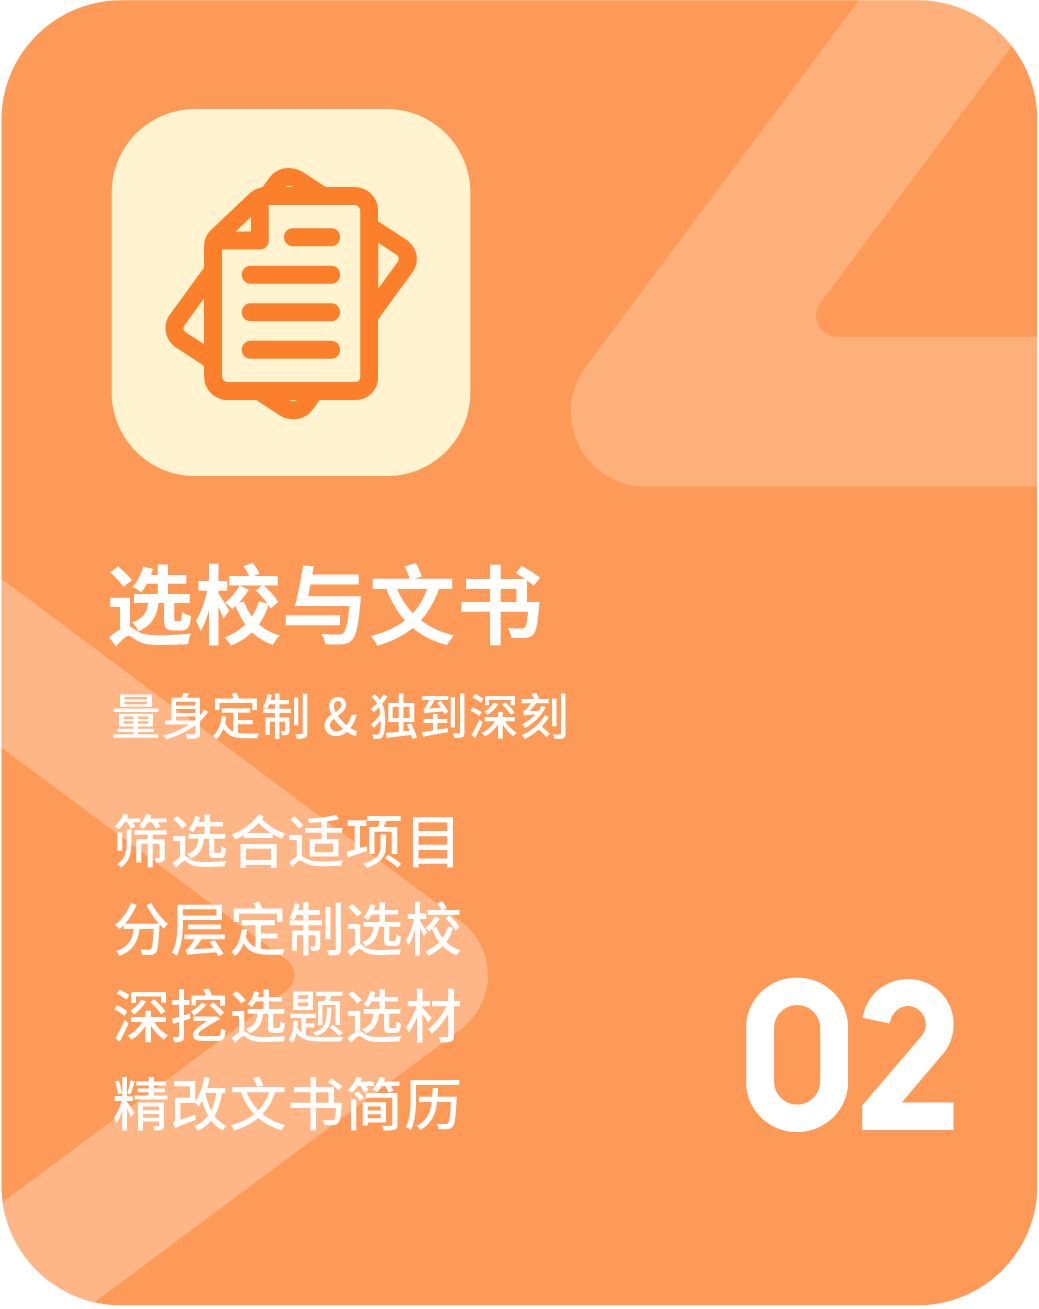 选校与文书
量身定制 & 独到深刻
筛选合适项目
分层定制选校
深挖选题选材
精改文书简历
02